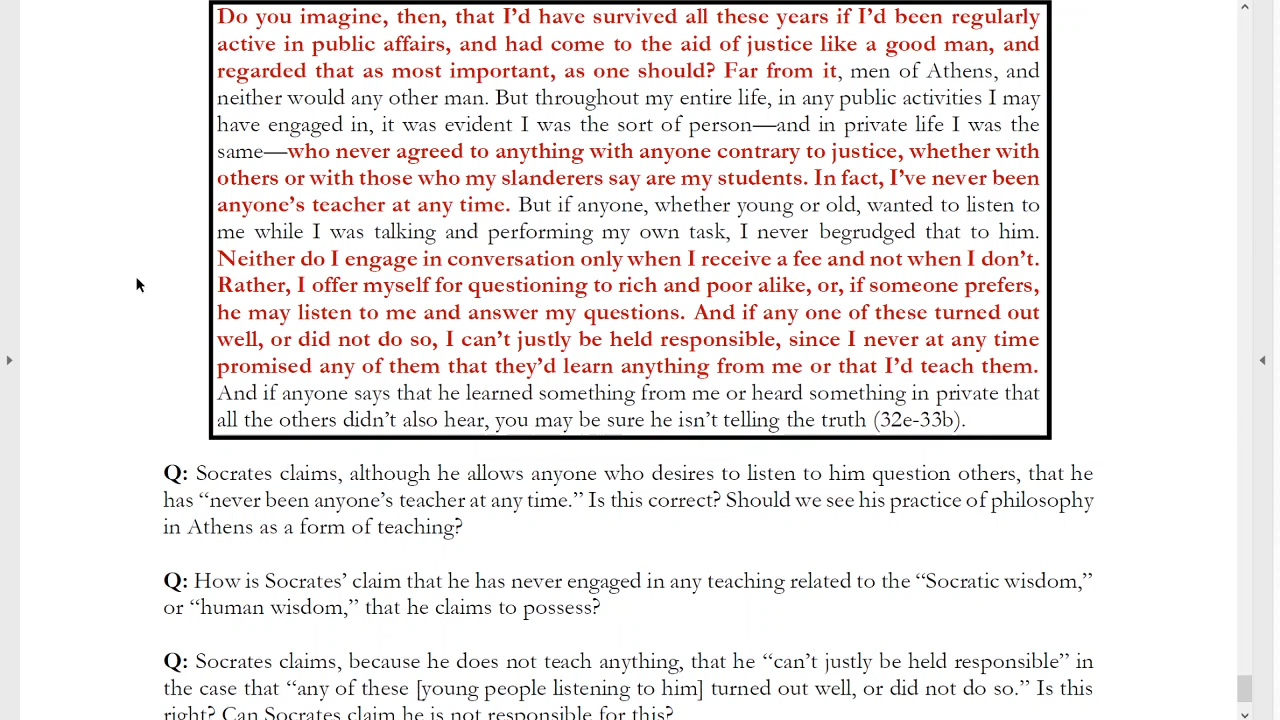 Do you imagine, then, that I’d have survived all these years if I’d been regularly
active in public affairs, and had come to the aid of justice like a good man, and
regarded that as most important, as one should? Far from it, men of Athens, and
neither would any other man. But throughout my entire life, in any public activities I may
have engaged in, it was evident I was the sort of person—and in private life I was the
same—who never agreed to anything with anyone contrary to justice, whether with
others or with those who my slanderers say are my students. In fact, I’ve never been
anyone’s teacher at any time. But if anyone, whether young or old, wanted to listen to
me while I was talking and performing my own task, I never begrudged that to him.
Neither do I engage in conversation only when I receive a fee and not when I don’t.
Rather, I offer myself for questioning to rich and poor alike, or, if someone prefers,
he may listen to me and answer my questions. And if any one of these turned out
well, or did not do so, I can’t justly be held responsible, since I never at any time
promised any of them that they’d learn anything from me or that I’d teach them.
And if anyone says that he learned something from me or heard something in private that
all the others didn’t also hear, you may be sure he isn’t telling the truth (32e-33b).
Q: Socrates claims, although he allows anyone who desires to listen to him question others, that he
has “never been anyone’s teacher at any time.” Is this correct? Should we see his practice of philosophy
in Athens as a form of teaching?
Q: How is Socrates’ claim that he has never engaged in any teaching related to the “Socratic wisdom,”
or “human wisdom,” that he claims to possess?
Q: Socrates claims, because he does not teach anything, that he “can’t justly be held responsible” in
the case that “any of these [young people listening to him] turned out well, or did not do so.” Is this
right? Can Socrates claim he is not responsible for this?